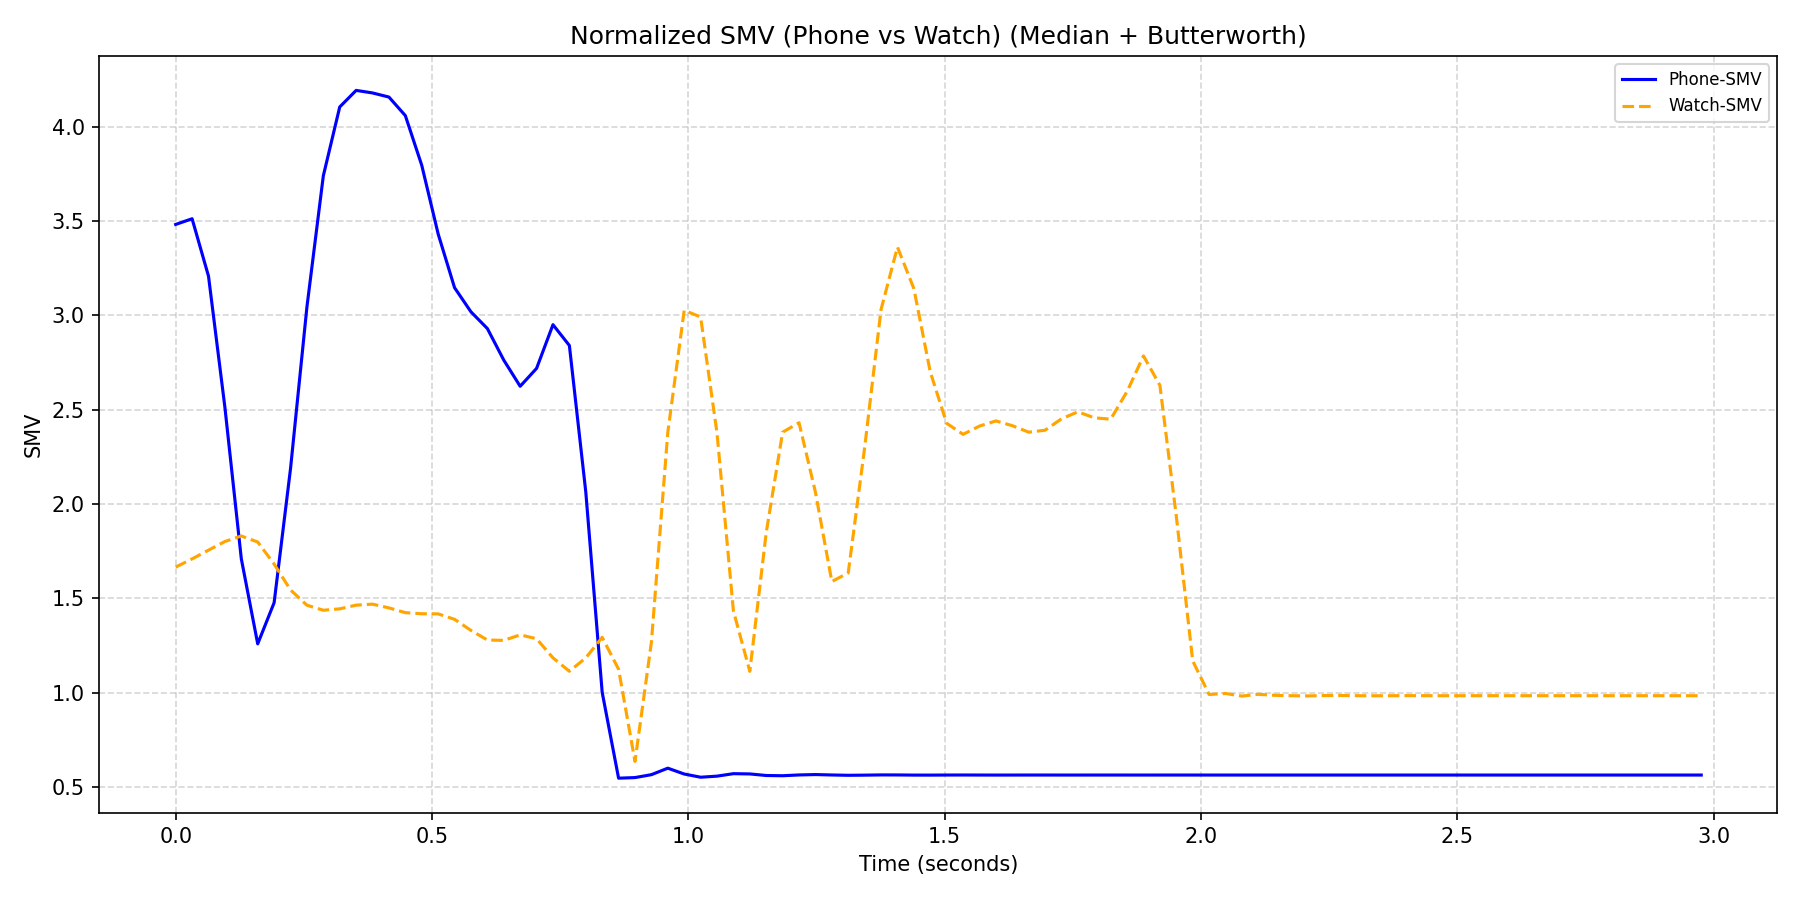 Normalized SMV (Phone vs Watch) (Median + Butterworth)
Phone-SMV
Watch-SMV
SMV
4.0
3.5
3.0
2.5
2.0
1.5
1.0
0.5
0.0 0.5 1.0 1.5 2.0 2.5 3.0
Time (seconds)